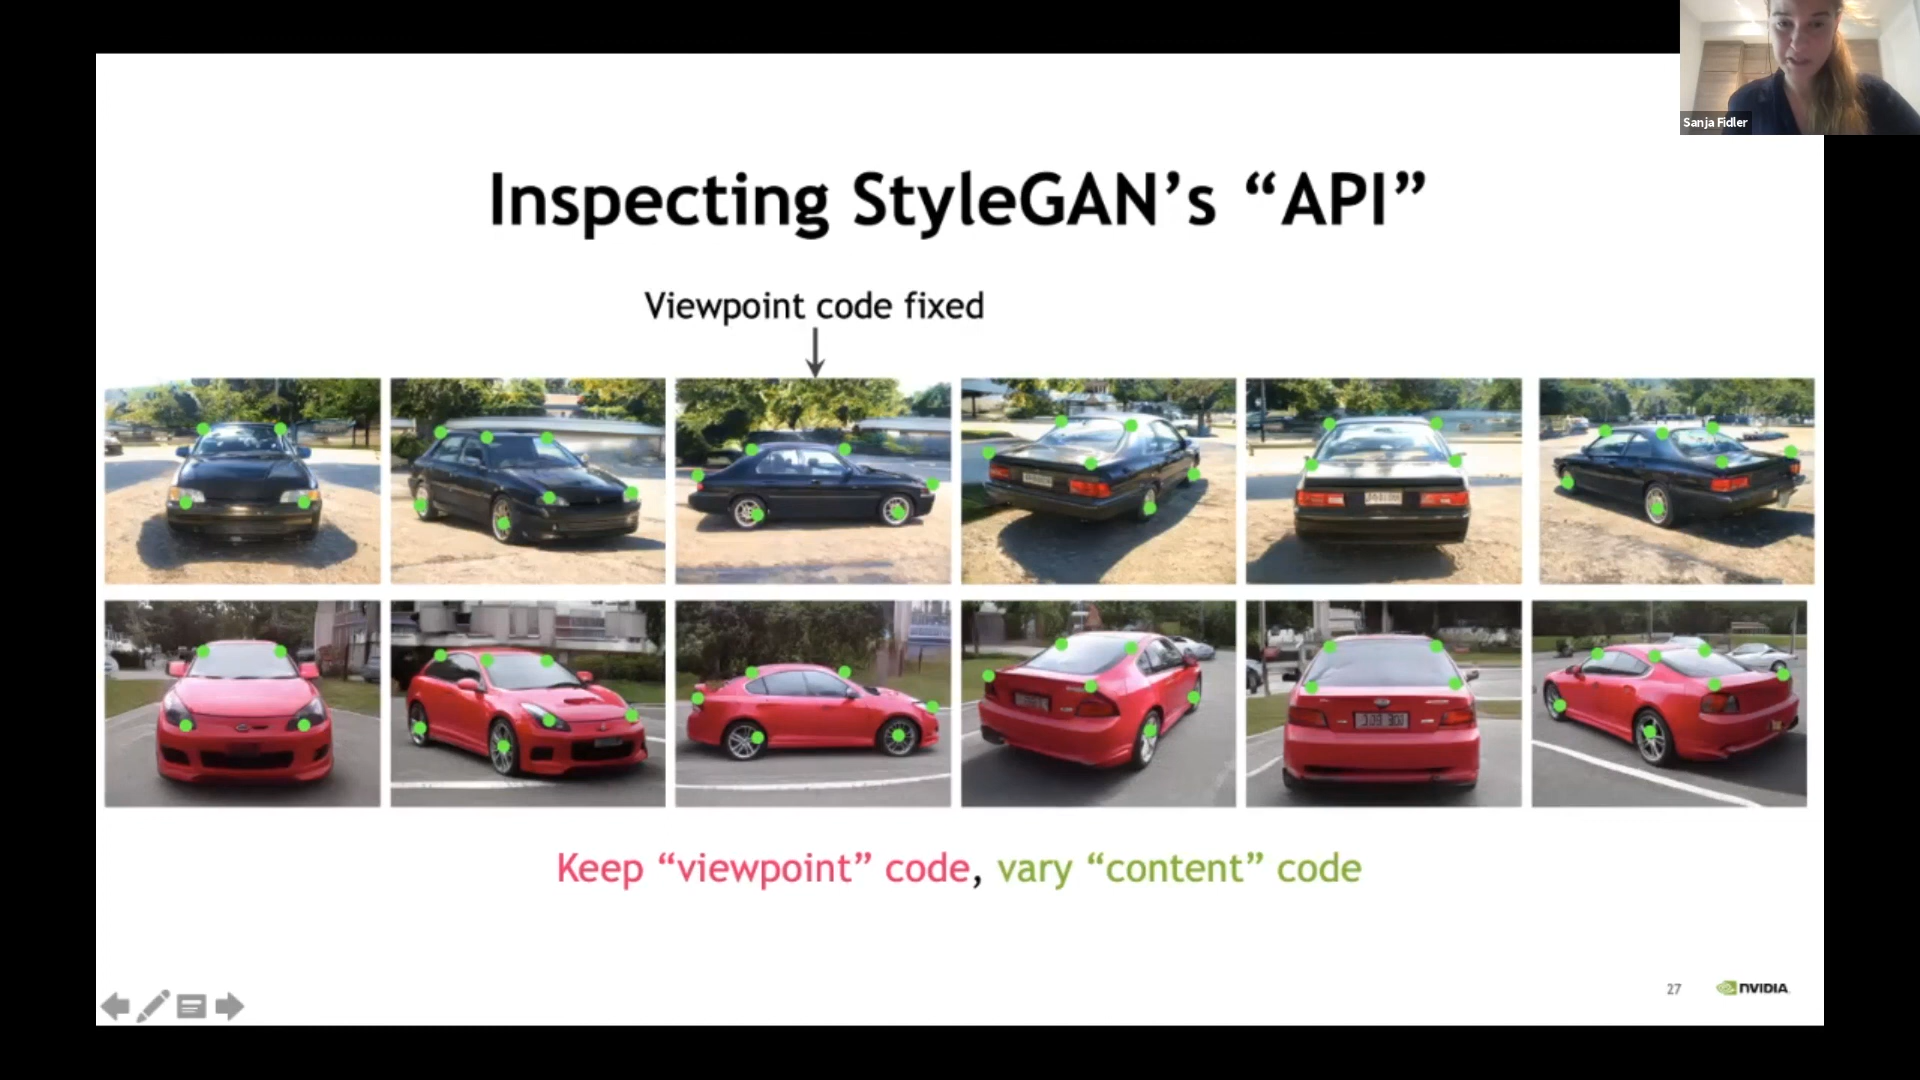 Sanja Fidler
Inspecting StyleGAN’s “API”
Viewpoint code fixed
Keep “viewpoint” code, vary “content” code
27
NVIDIA